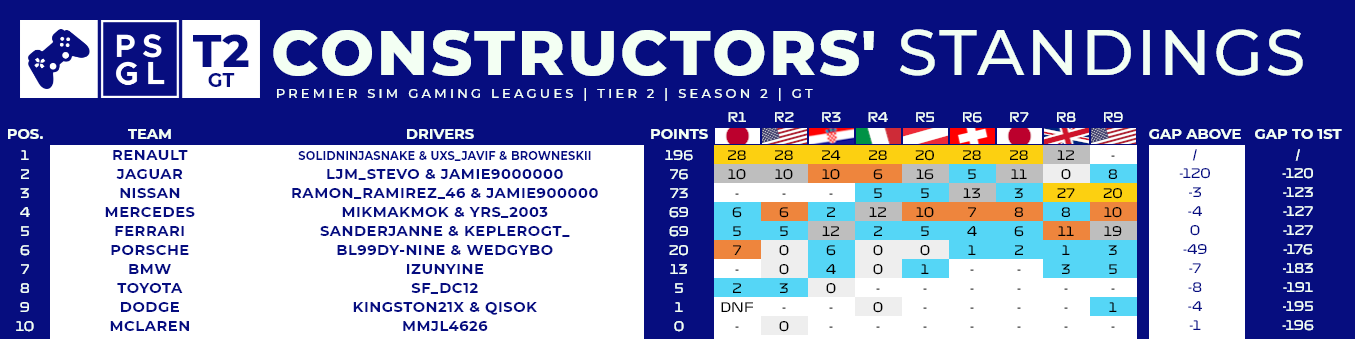 PS GL T2 GT CONSTRUCTORS' STANDINGS
PREMIER SIM GAMING LEAGUES | TIER 2 | SEASON 2 | GT
R1 R2 R3 R4 R5 R6 R7 R8 R9
POS. TEAM DRIVERS POINTS GAP ABOVE GAP TO 1ST
1 RENAULT SOLIDNINJASNAKE & UXS_JAVIF & BROWNESKII 196 28 28 24 28 20 28 28 12 - / /
2 JAGUAR LJM_STEVO & JAMIE9000000 76 10 10 10 6 16 5 11 0 8 -120 -120
3 NISSAN RAMON_RAMIREZ_46 & JAMIE900000 73 - - - 5 5 13 3 27 20 -3 -123
4 MERCEDES MIKMAKMOK & YRS_2003 69 6 6 2 12 10 7 8 8 10 -4 -127
5 FERRARI SANDERJANNE & KEPLEROGT_ 69 5 5 12 2 5 4 6 11 19 0 -127
6 PORSCHE BL99DY-NINE & WEDGYBO 20 7 0 6 0 0 1 2 1 3 -49 -176
7 BMW IZUNYINE 13 - 0 4 0 1 - - 3 5 -7 -183
8 TOYOTA SF_DC12 5 2 3 0 - - - - - - -8 -191
9 DODGE KINGSTON21X & QISOK 1 DNF - - 0 - - - - 1 -4 -195
10 MCLAREN MMJL4626 0 - 0 - - - - - - - -1 -196